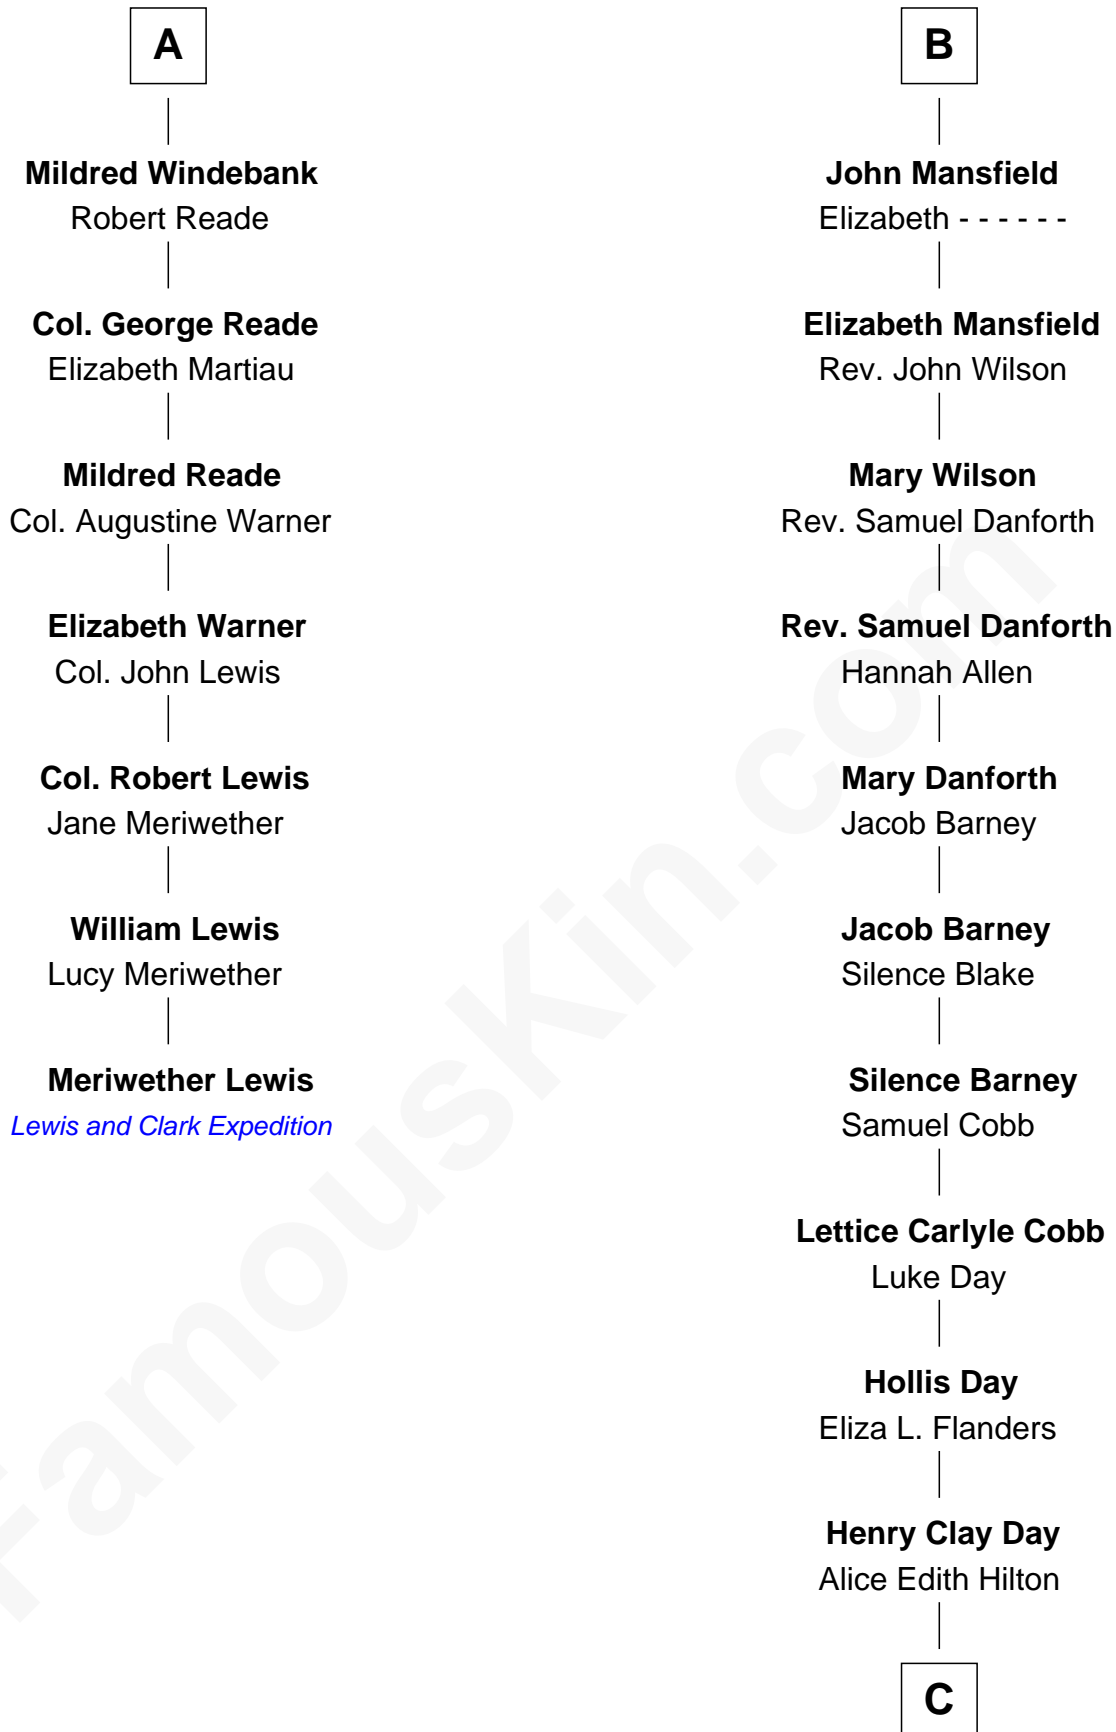 A
Mildred Windebank
Robert Reade
Col. George Reade
Elizabeth Martiau
Mildred Reade
Col. Augustine Warner
Elizabeth Warner
Col. John Lewis
Col. Robert Lewis
Jane Meriwether
William Lewis
Lucy Meriwether
Meriwether Lewis
Lewis and Clark Expedition
B
John Mansfield
Elizabeth - - - - - -
Elizabeth Mansfield
Rev. John Wilson
Mary Wilson
Rev. Samuel Danforth
Rev. Samuel Danforth
Hannah Allen
Mary Danforth
Jacob Barney
Jacob Barney
Silence Blake
Silence Barney
Samuel Cobb
Lettice Carlyle Cobb
Luke Day
Hollis Day
Eliza L. Flanders
Henry Clay Day
Alice Edith Hilton
C
FamousKin.com